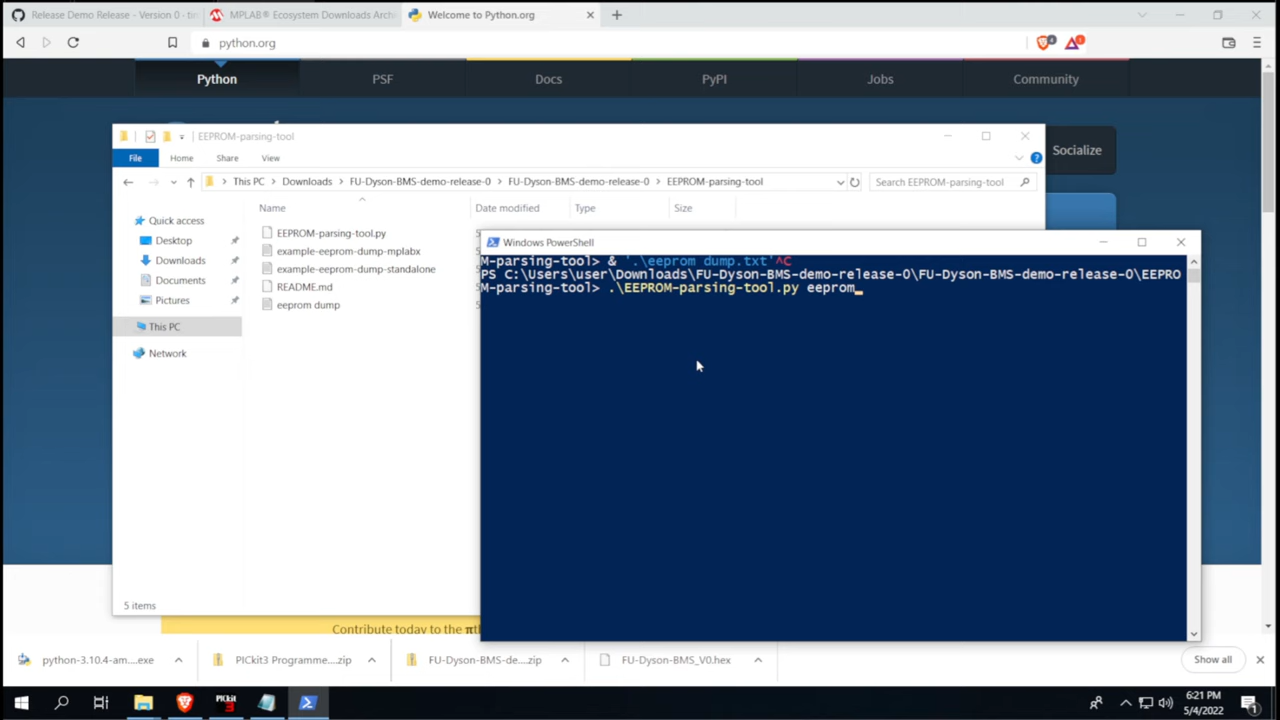 Release Demo Release - Version 0 - tin
MPLAB® Ecosystem Downloads Arch
Welcome to Python.org
python.org
Python
PSF
Docs
PyPI
Jobs
Community
Socialize
EEPROM-parsing-tool
File
Home
Share
View
This PC > Downloads > FU-Dyson-BMS-demo-release-0 > FU-Dyson-BMS-demo-release-0 > EEPROM-parsing-tool
Search EEPROM-parsing-tool
Name
Date modified
Type
Size
Quick access
Desktop
Downloads
Documents
Pictures
This PC
Network
EEPROM-parsing-tool.py
example-eeprom-dump-mplabx
example-eeprom-dump-standalone
README.md
eeprom dump
5 items
Windows PowerShell
M-parsing-tool> & '.\eeprom dump.txt'^C
PS C:\Users\user\Downloads\FU-Dyson-BMS-demo-release-0\FU-Dyson-BMS-demo-release-0\EEPRO
M-parsing-tool> .\EEPROM-parsing-tool.py eeprom_
Contribute today to the
python-3.10.4-am....exe
PICkit3 Programme....zip
FU-Dyson-BMS-de....zip
FU-Dyson-BMS_V0.hex
Show all
PICkit
3
6:21 PM
5/4/2022
1